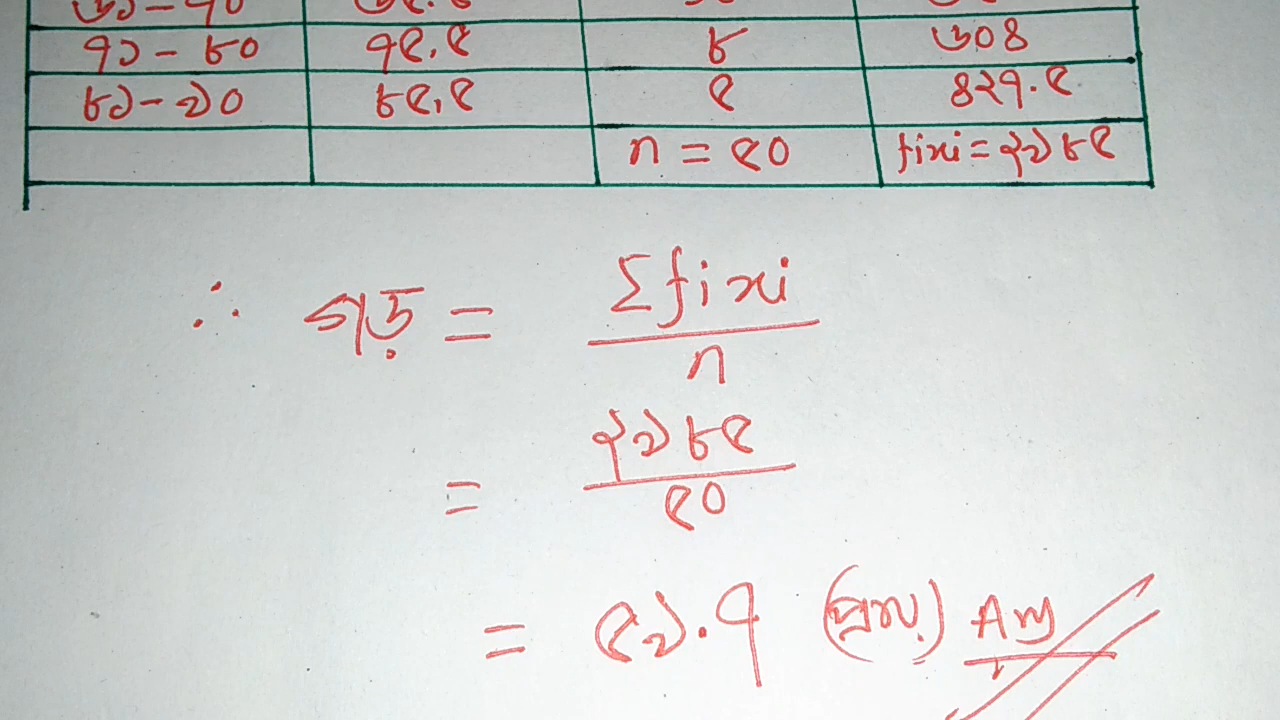 ৭১ - ৮০ ৭৫.৫ ৮ ৬০৪
৮১ - ৯০ ৮৫.৫ ৫ ৪২৭.৫
n = ৫০ fixi = ২৯৮৫
∴ গড় = Σfixi / n
= ২৯৮৫ / ৫০
= ৫৯.৭ (প্রায়) Ans